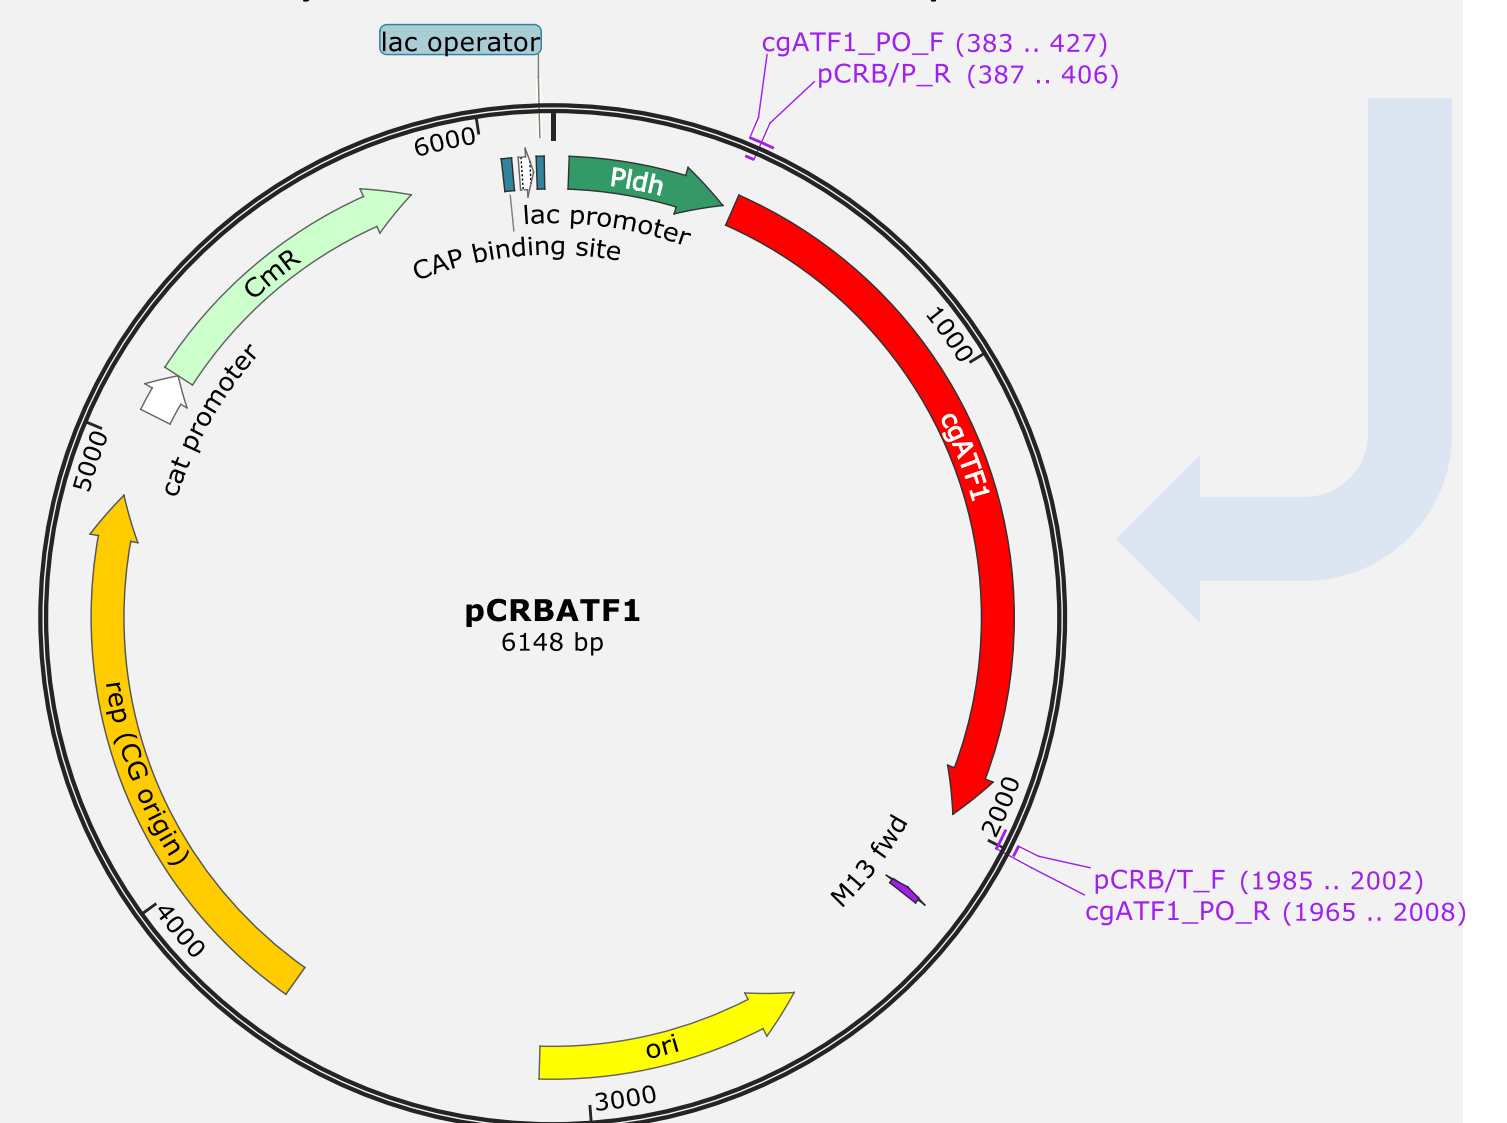 lac operator
cgATF1_PO_F (383 .. 427)
pCRB/P_R (387 .. 406)
6000
Pldh
lac promoter
CAP binding site
CmR
1000
cat promoter
cgATF1
5000
pCRBATF1
6148 bp
rep (CG origin)
2000
M13 fwd
pCRB/T_F (1985 .. 2002)
cgATF1_PO_R (1965 .. 2008)
4000
ori
3000